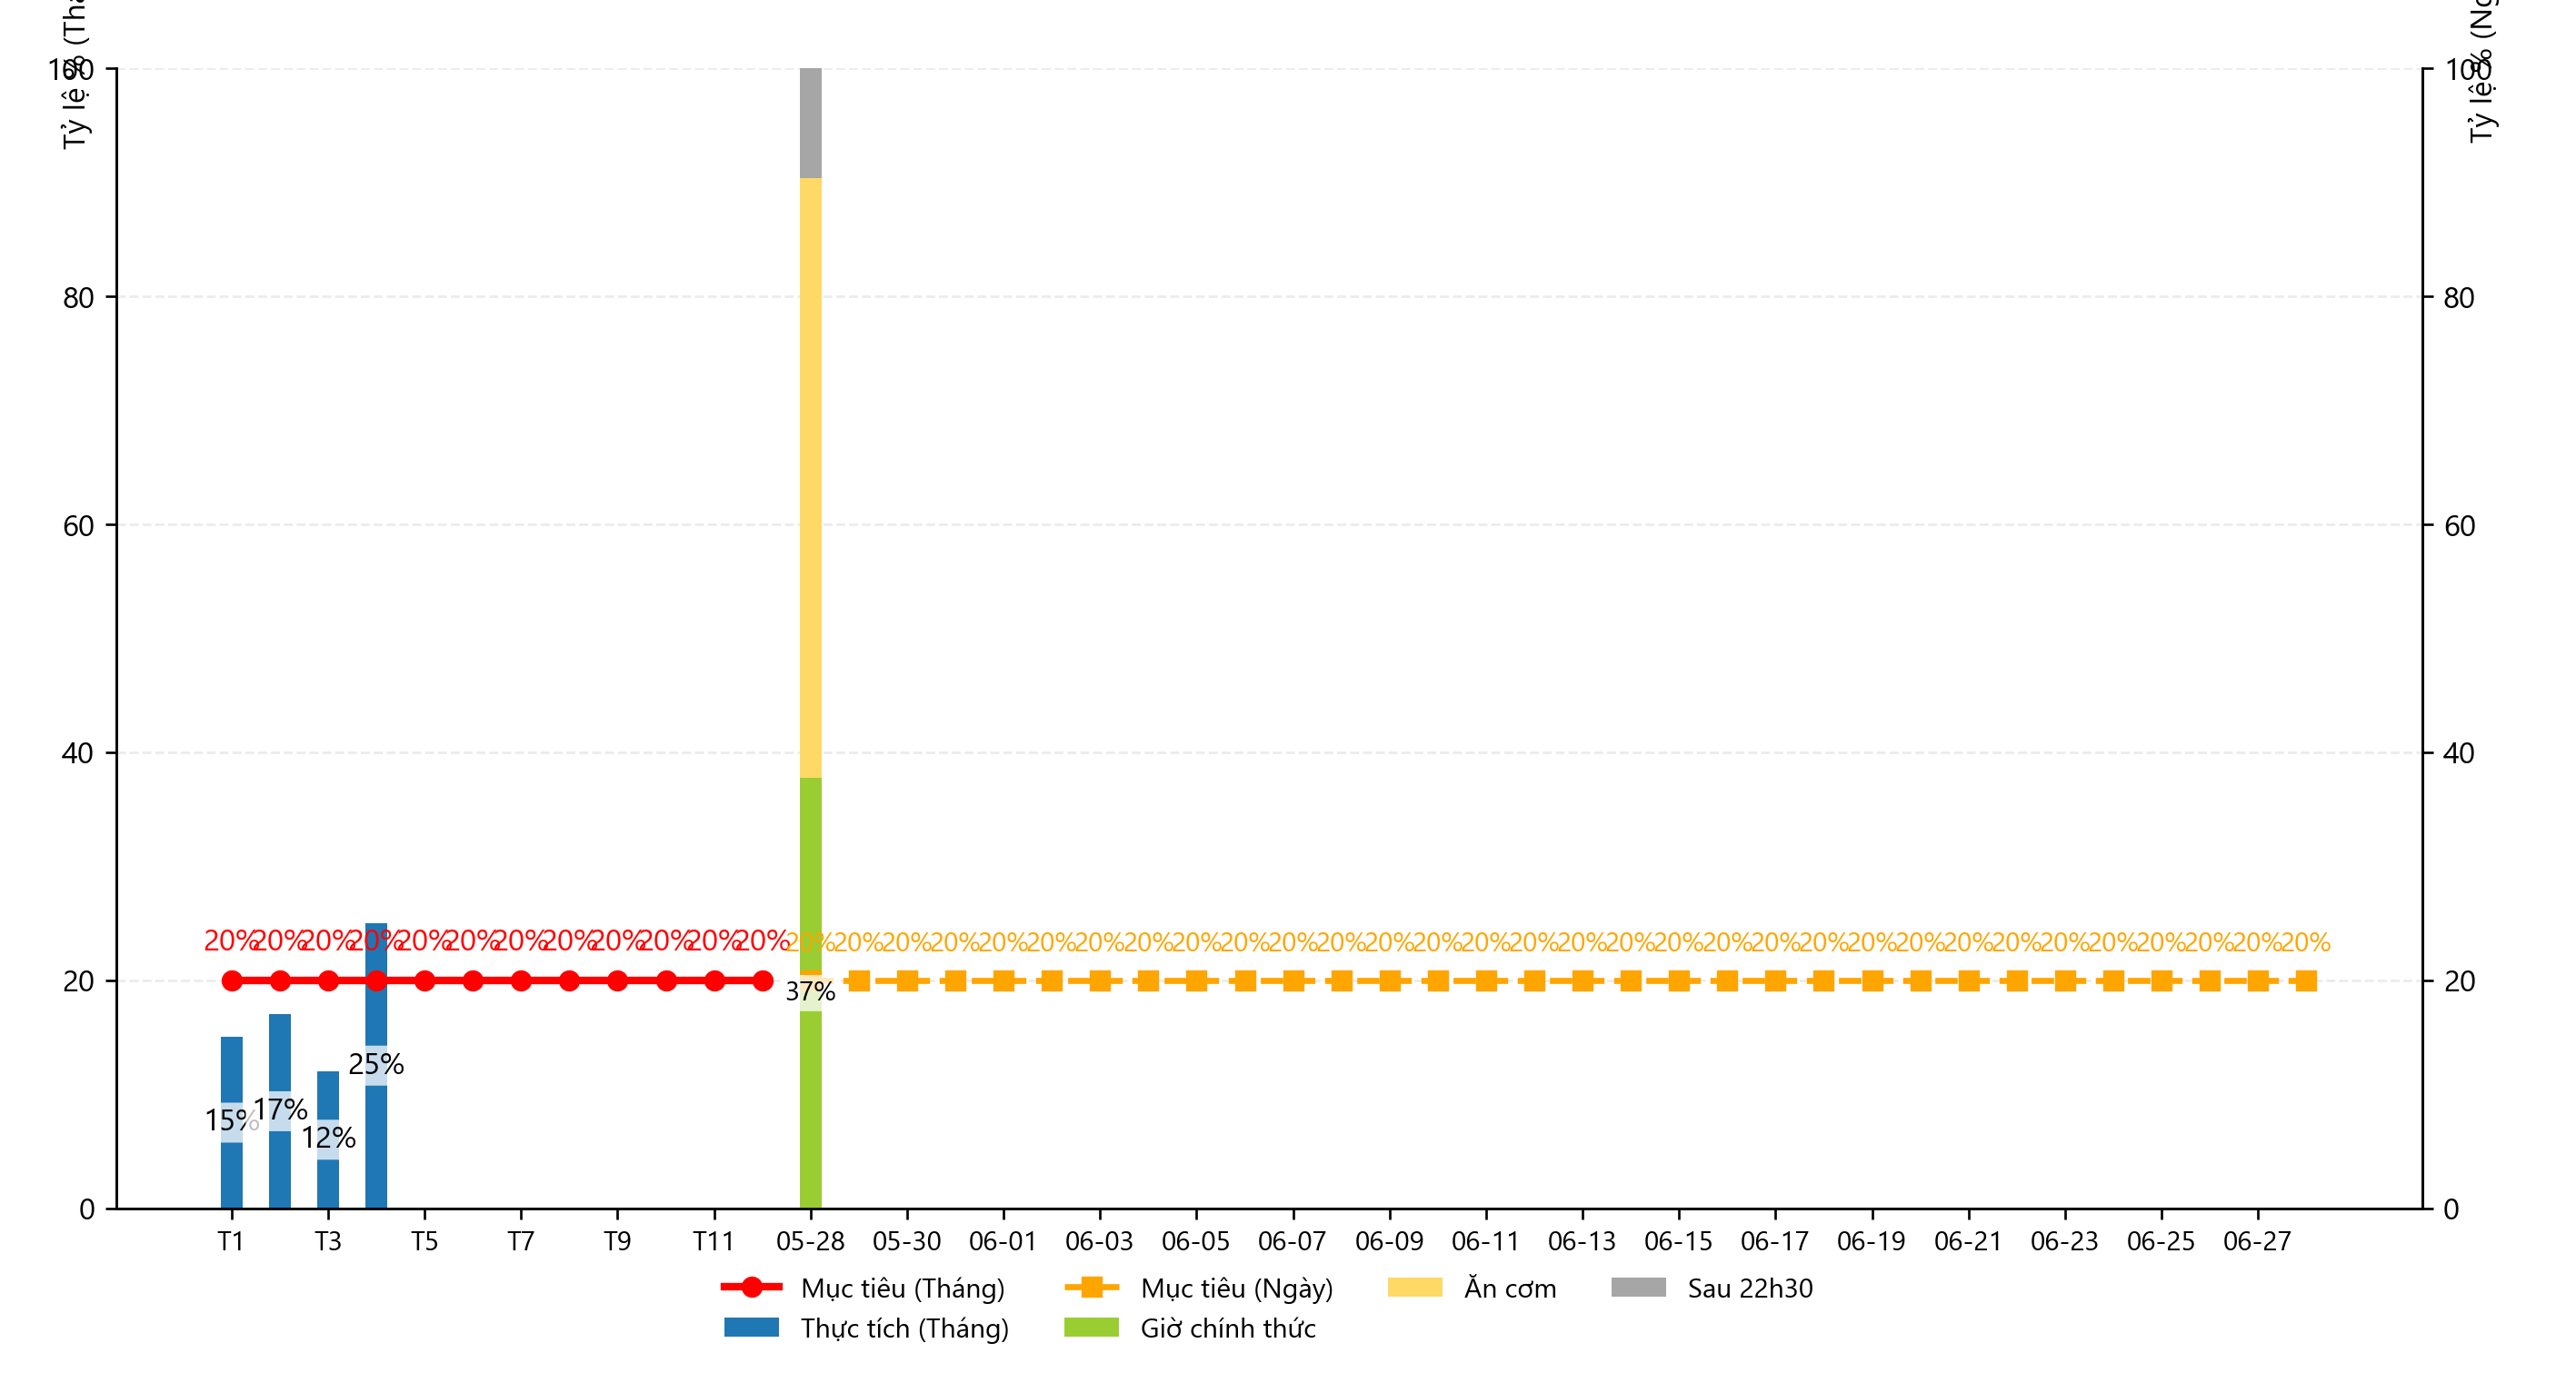 Tỷ lệ % (Thá
Tỷ lệ % (Ng
100
100
80
80
60
60
40
40
20% 20% 20% 20% 20% 20% 20% 20% 20% 20% 20% 20% 20% 20% 20% 20% 20% 20% 20% 20% 20% 20% 20% 20% 20% 20% 20% 20% 20% 20% 20% 20% 20% 20% 20% 20% 20% 20% 20% 20% 20% 20% 20% 20%
20
37%
20
25%
15%
17%
12%
0
0
T1 T3 T5 T7 T9 T11 05-28 05-30 06-01 06-03 06-05 06-07 06-09 06-11 06-13 06-15 06-17 06-19 06-21 06-23 06-25 06-27
Mục tiêu (Tháng) Mục tiêu (Ngày) Ăn cơm Sau 22h30
Thực tích (Tháng) Giờ chính thức